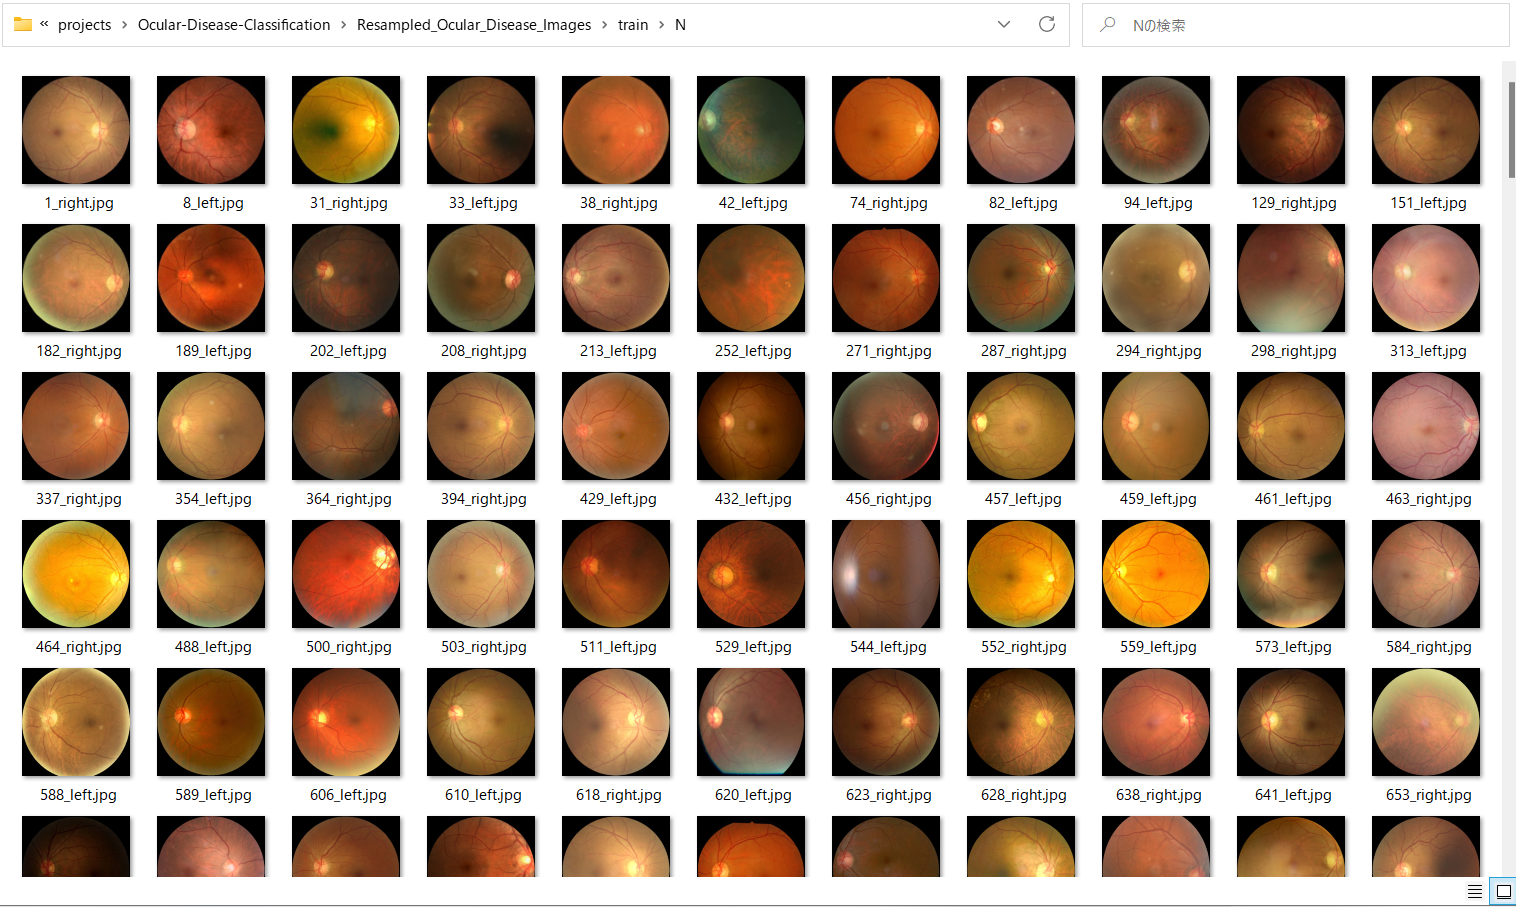 « projects > Ocular-Disease-Classification > Resampled_Ocular_Disease_Images > train > N
Nの検索
1_right.jpg 8_left.jpg 31_right.jpg 33_left.jpg 38_right.jpg 42_left.jpg 74_right.jpg 82_left.jpg 94_left.jpg 129_right.jpg 151_left.jpg
182_right.jpg 189_left.jpg 202_left.jpg 208_right.jpg 213_left.jpg 252_left.jpg 271_right.jpg 287_right.jpg 294_right.jpg 298_right.jpg 313_left.jpg
337_right.jpg 354_left.jpg 364_right.jpg 394_right.jpg 429_left.jpg 432_left.jpg 456_right.jpg 457_left.jpg 459_left.jpg 461_left.jpg 463_right.jpg
464_right.jpg 488_left.jpg 500_right.jpg 503_right.jpg 511_left.jpg 529_left.jpg 544_left.jpg 552_right.jpg 559_left.jpg 573_left.jpg 584_right.jpg
588_left.jpg 589_left.jpg 606_left.jpg 610_left.jpg 618_right.jpg 620_left.jpg 623_right.jpg 628_right.jpg 638_right.jpg 641_left.jpg 653_right.jpg